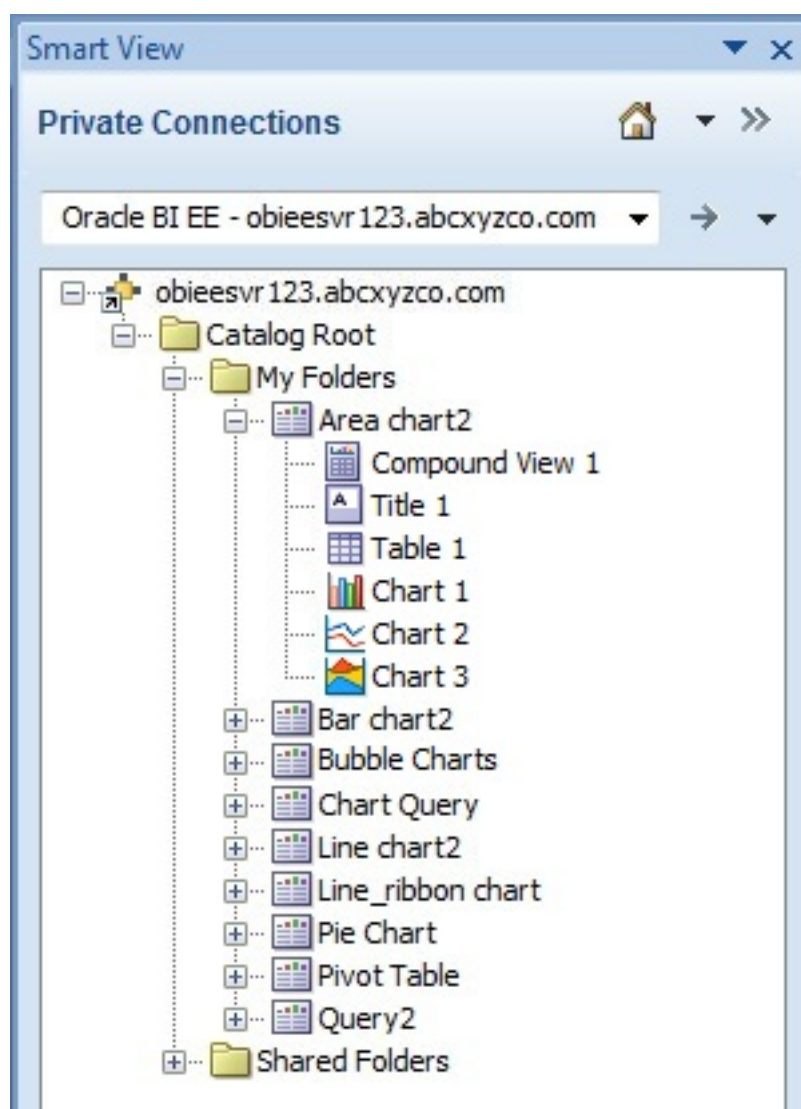 Smart View
Private Connections
Oracle BI EE - obieesvr123.abcxyzco.com
obieesvr123.abcxyzco.com
Catalog Root
My Folders
Area chart2
Compound View 1
Title 1
Table 1
Chart 1
Chart 2
Chart 3
Bar chart2
Bubble Charts
Chart Query
Line chart2
Line_ribbon chart
Pie Chart
Pivot Table
Query2
Shared Folders